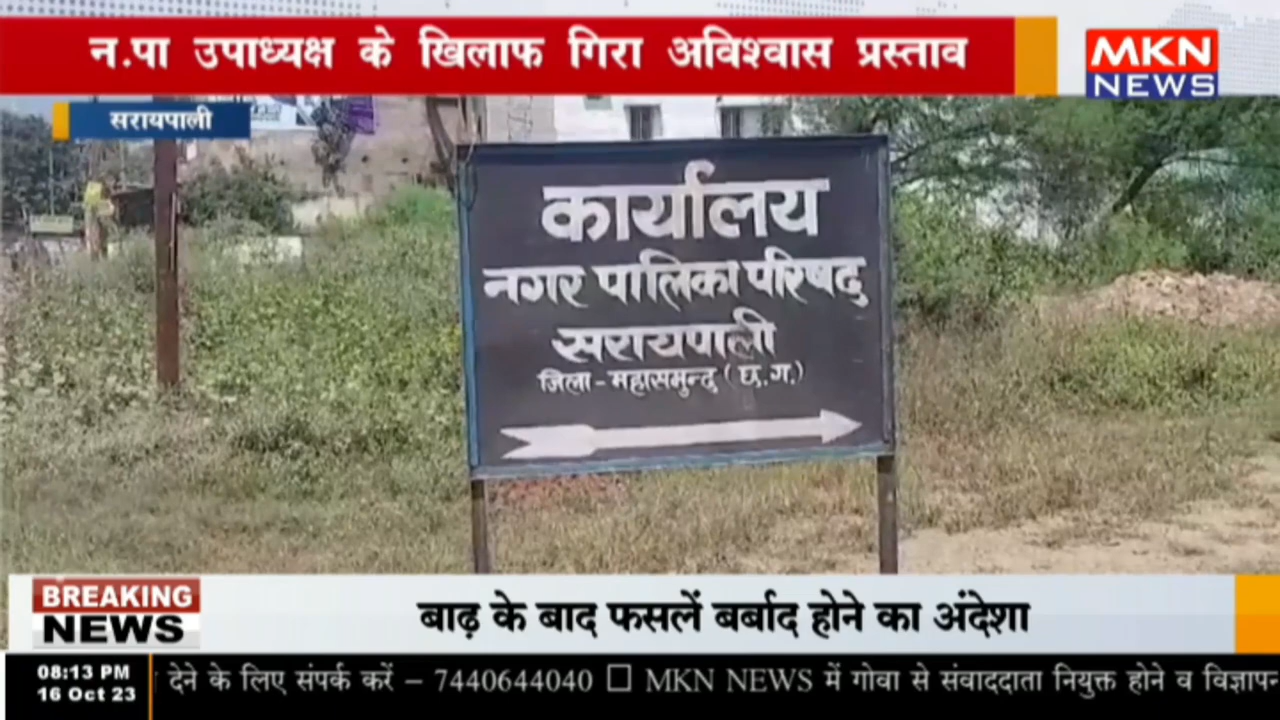 न.पा उपाध्यक्ष के खिलाफ गिरा अविश्वास प्रस्ताव
MKN
NEWS
सरायपाली
कार्यालय
नगर पालिका परिषद
सरायपाली
जिला - महासमुन्द (छ.ग.)
BREAKING
NEWS
बाढ़ के बाद फसलें बर्बाद होने का अंदेशा
08:13 PM
16 Oct 23
देने के लिए संपर्क करें – 7440644040 □ MKN NEWS में गोवा से संवाददाता नियुक्त होने व विज्ञापन